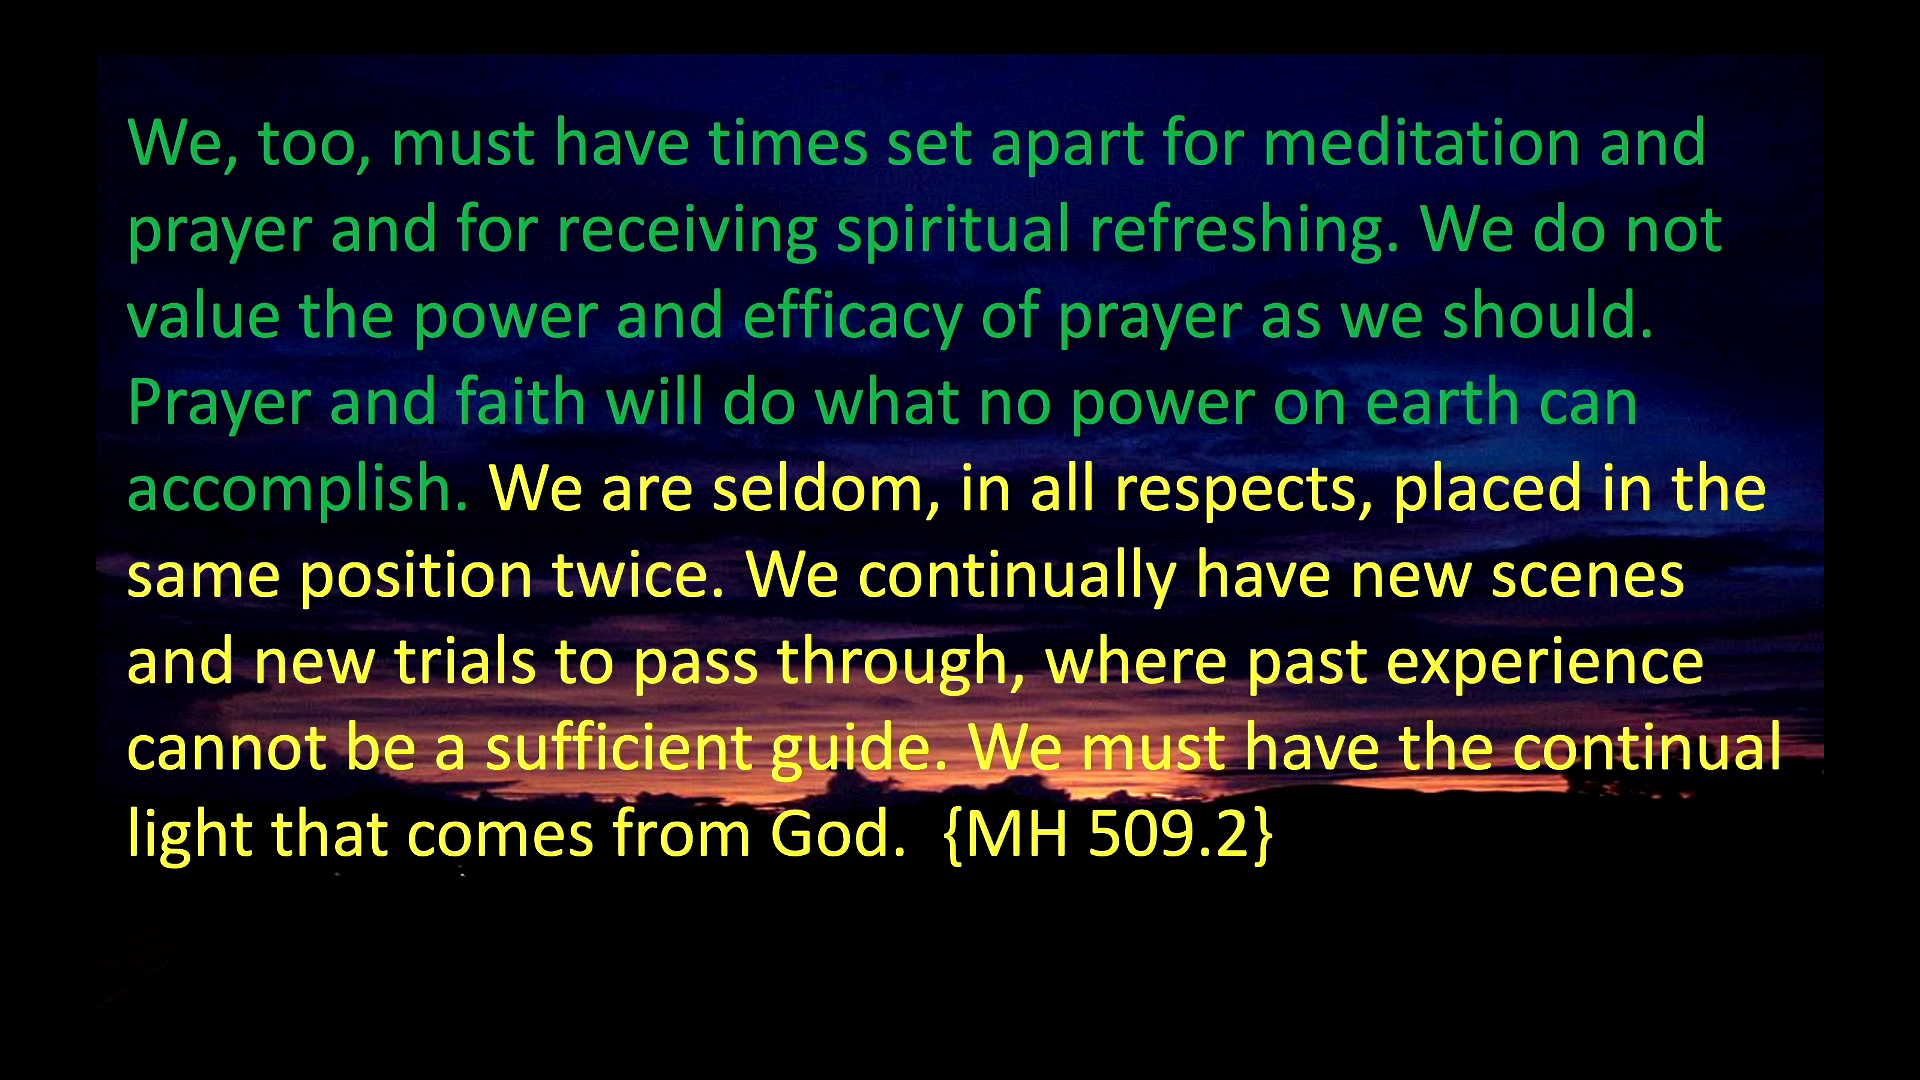 We, too, must have times set apart for meditation and
prayer and for receiving spiritual refreshing. We do not
value the power and efficacy of prayer as we should.
Prayer and faith will do what no power on earth can
accomplish. We are seldom, in all respects, placed in the
same position twice. We continually have new scenes
and new trials to pass through, where past experience
cannot be a sufficient guide. We must have the continual
light that comes from God.  {MH 509.2}